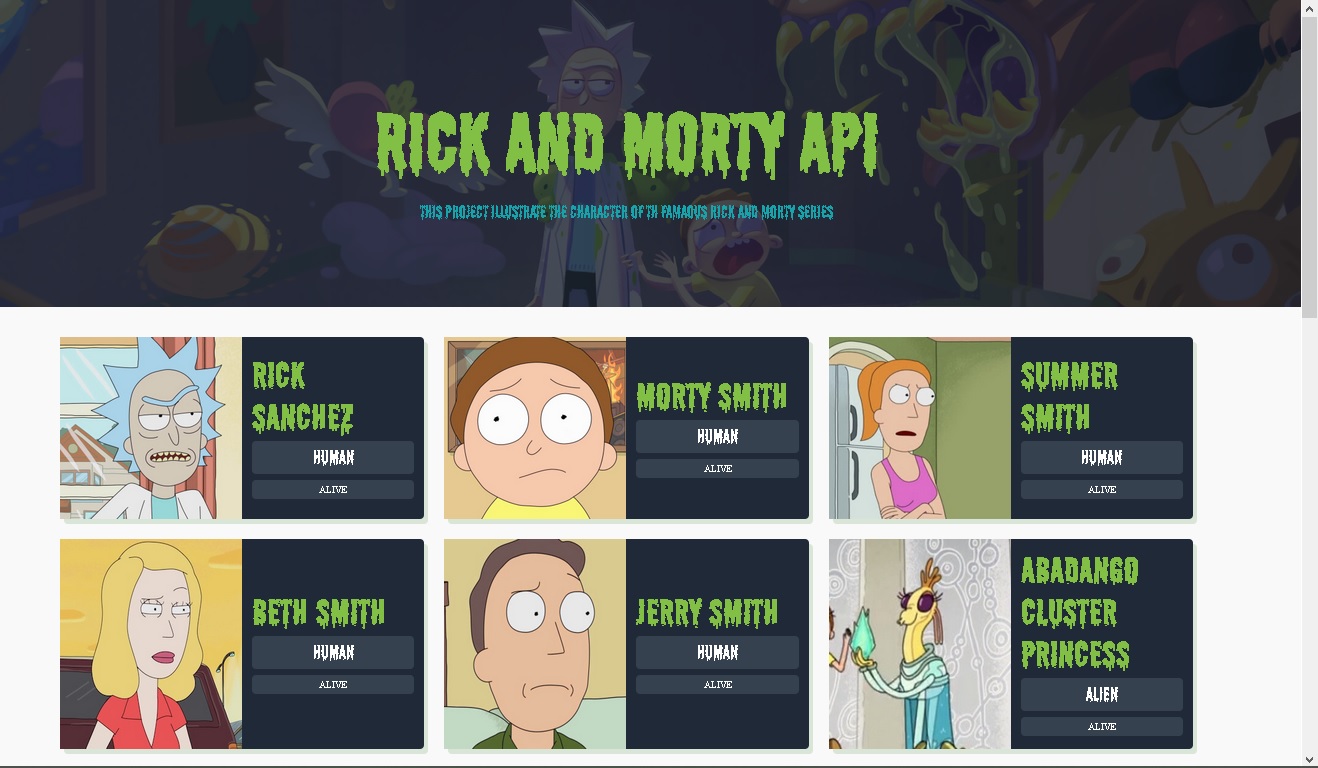 RICK AND MORTY API
THIS PROJECT ILLUSTRATE THE CHARACTER OF TH FAMAOUS RICK AND MORTY SERIES
RICK
SANCHEZ
HUMAN
ALIVE
MORTY SMITH
HUMAN
ALIVE
SUMMER
SMITH
HUMAN
ALIVE
BETH SMITH
HUMAN
ALIVE
JERRY SMITH
HUMAN
ALIVE
ABADANGO
CLUSTER
PRINCESS
ALIEN
ALIVE